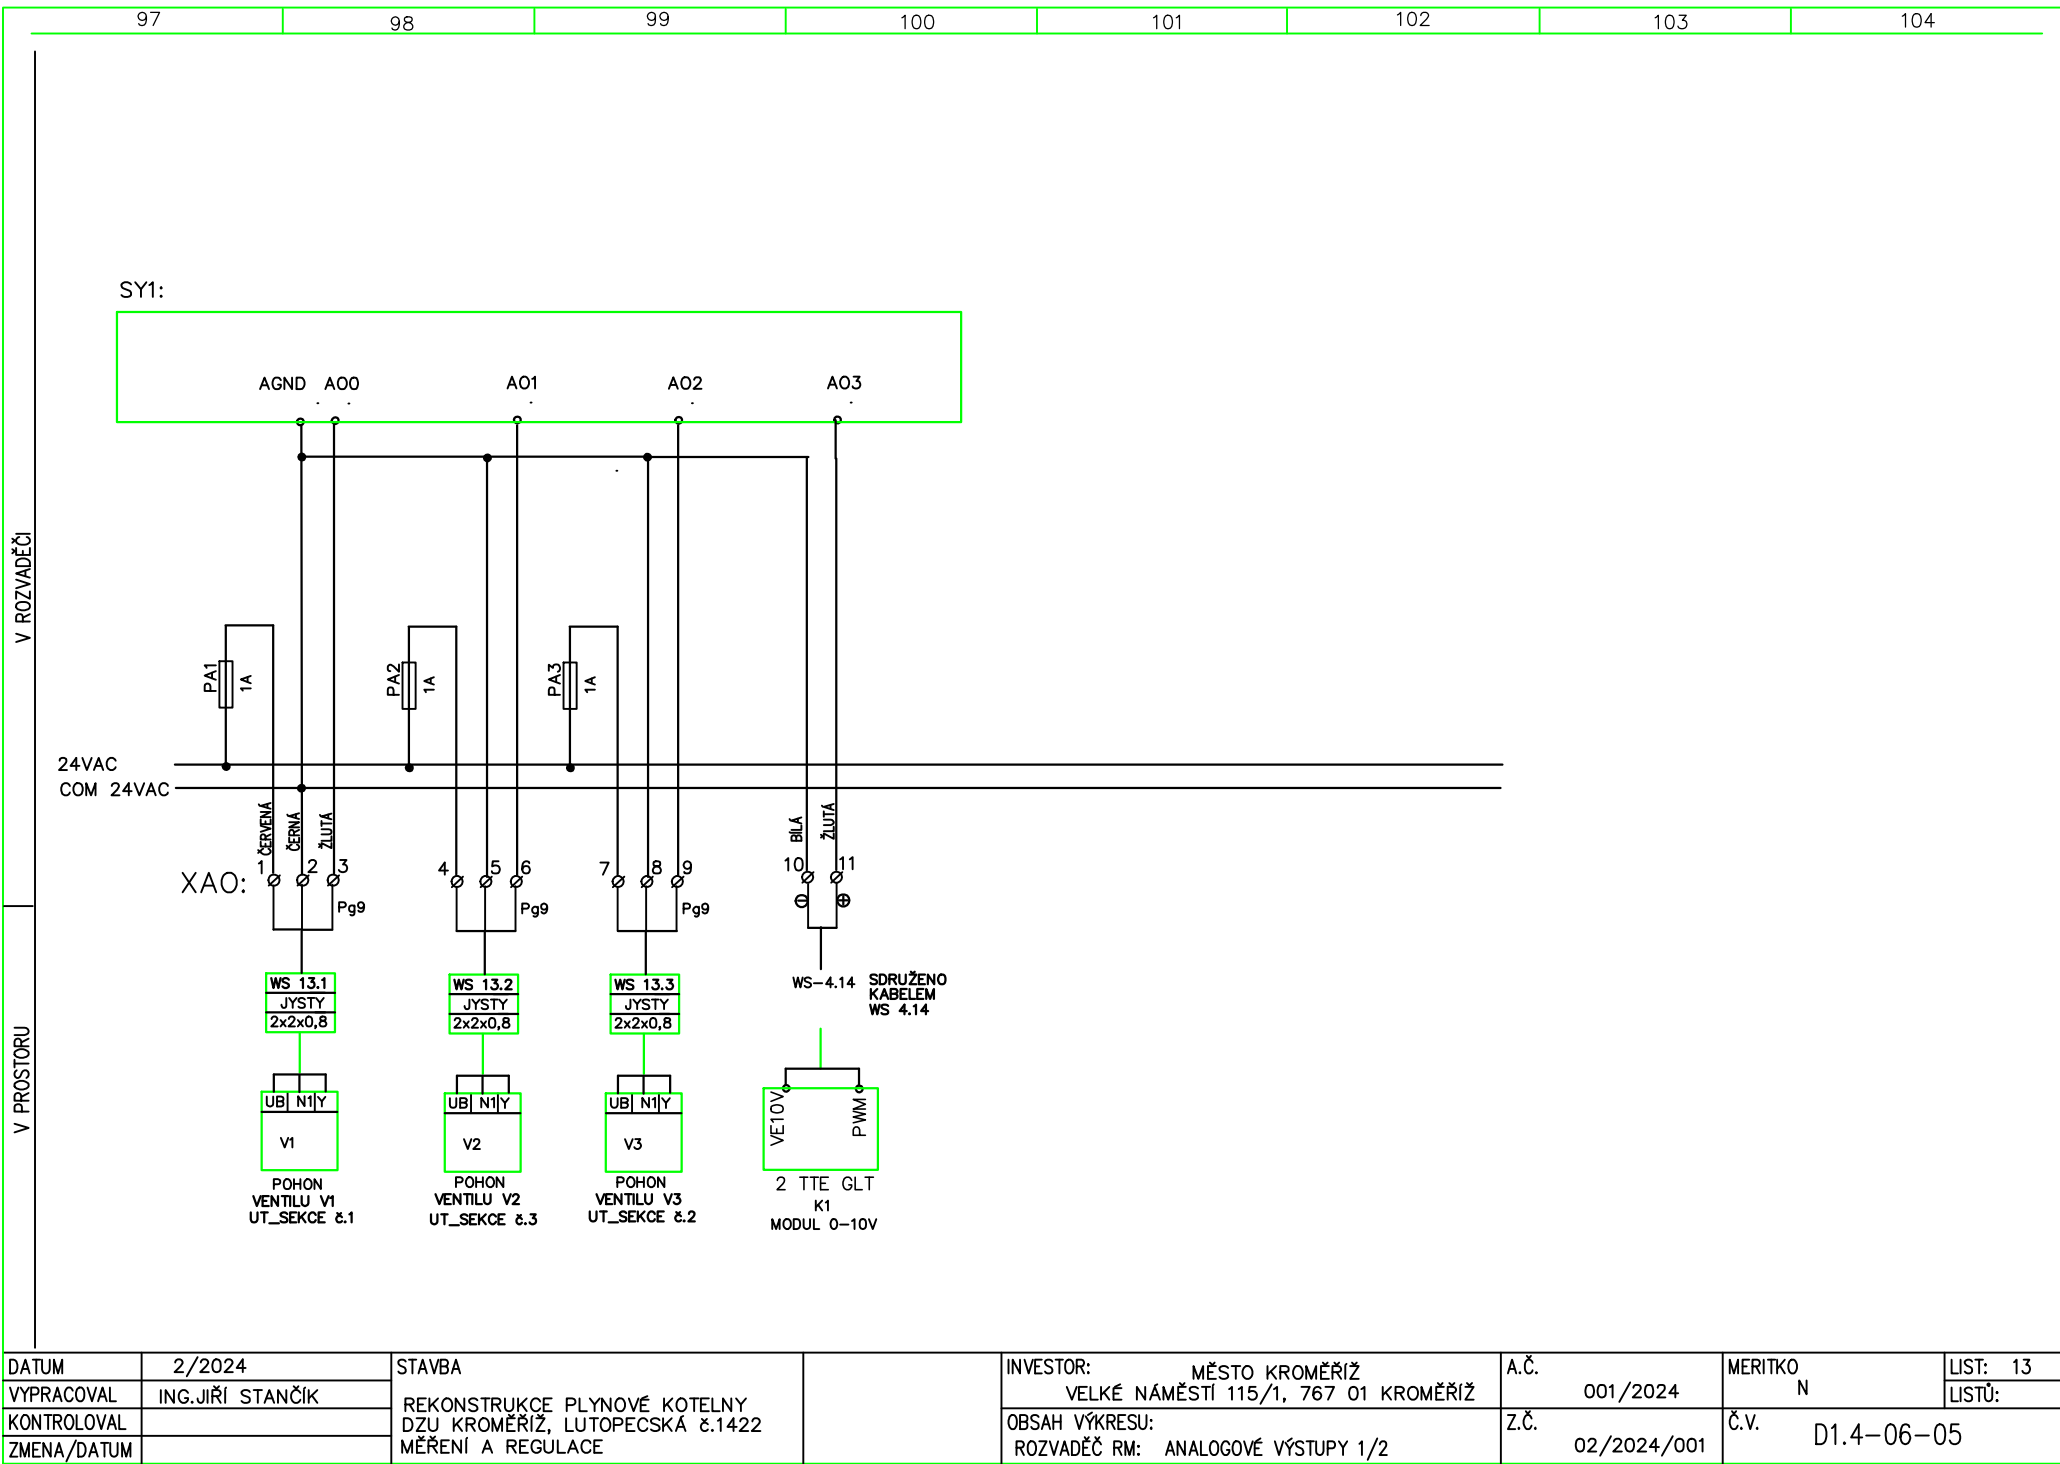 97 98 99 100 101 102 103 104
SY1:
AGND AO0 AO1 AO2 AO3
V ROZVADĚČI
PA1 1A PA2 1A PA3 1A
24VAC
COM 24VAC
ČERVENÁ ČERNÁ ŽLUTÁ BÍLÁ ŽLUTÁ
XAO: 1 2 3 4 5 6 7 8 9 10 11
Pg9 Pg9 Pg9
V PROSTORU
WS 13.1 WS 13.2 WS 13.3
JYSTY JYSTY JYSTY
2x2x0,8 2x2x0,8 2x2x0,8
WS-4.14
SDRUŽENO
KABELEM
WS 4.14
UB N1 Y UB N1 Y UB N1 Y VE10V PWM
V1 V2 V3
POHON
VENTILU V1
UT_SEKCE č.1
POHON
VENTILU V2
UT_SEKCE č.3
POHON
VENTILU V3
UT_SEKCE č.2
2 TTE GLT
K1
MODUL 0-10V
DATUM 2/2024
VYPRACOVAL ING.JIŘÍ STANČÍK
KONTROLOVAL
ZMENA/DATUM
STAVBA
REKONSTRUKCE PLYNOVÉ KOTELNY
DZU KROMĚŘÍŽ, LUTOPECSKÁ č.1422
MĚŘENÍ A REGULACE
INVESTOR: MĚSTO KROMĚŘÍŽ
VELKÉ NÁMĚSTÍ 115/1, 767 01 KROMĚŘÍŽ
OBSAH VÝKRESU:
ROZVADĚČ RM: ANALOGOVÉ VÝSTUPY 1/2
A.Č.
001/2024
Z.Č.
02/2024/001
MERITKO
N
LIST: 13
LISTŮ:
Č.V. D1.4-06-05